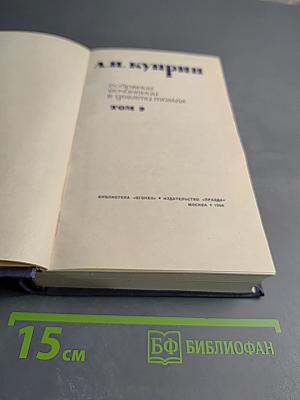 А. И. Куприн
собрание
сочинений
в девяти томах
том 9
БИБЛИОТЕКА «ОГОНЕК» • ИЗДАТЕЛЬСТВО «ПРАВДА»
МОСКВА • 1964
15 см
БФ БИБЛИОФАН